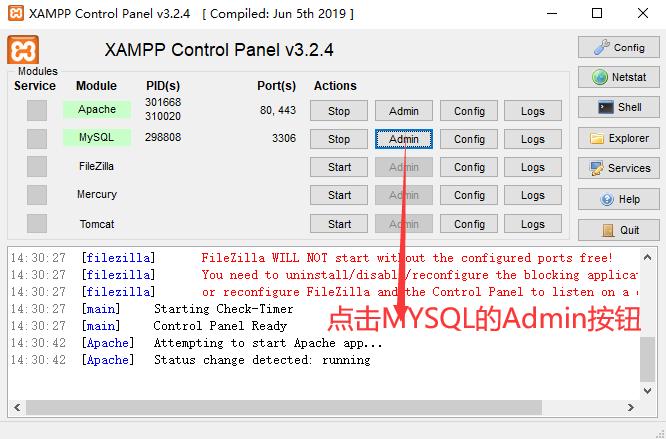 XAMPP Control Panel v3.2.4 [ Compiled: Jun 5th 2019 ]
XAMPP Control Panel v3.2.4
Config
Modules
Service Module PID(s) Port(s) Actions
Netstat
Apache 301668 310020 80, 443 Stop Admin Config Logs
Shell
MySQL 298808 3306 Stop Admin Config Logs
Explorer
FileZilla Start Admin Config Logs
Services
Mercury Start Admin Config Logs
Help
Tomcat Start Admin Config Logs
Quit
14:30:27 [filezilla] FileZilla WILL NOT start without the configured ports free!
14:30:27 [filezilla] You need to uninstall/disable/reconfigure the blocking applicat
14:30:27 [filezilla] or reconfigure FileZilla and the Control Panel to listen on a
14:30:27 [main] Starting Check-Timer
14:30:27 [main] Control Panel Ready
点击MYSQL的Admin按钮
14:30:42 [Apache] Attempting to start Apache app...
14:30:42 [Apache] Status change detected: running